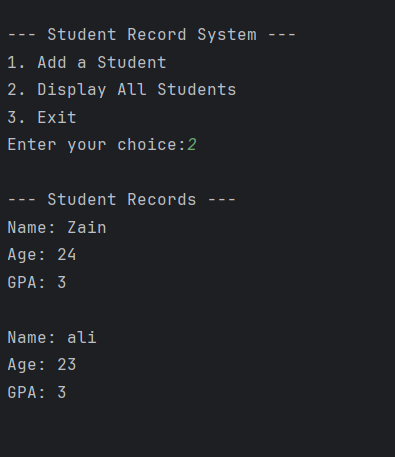 --- Student Record System ---
1. Add a Student
2. Display All Students
3. Exit
Enter your choice:2
--- Student Records ---
Name: Zain
Age: 24
GPA: 3
Name: ali
Age: 23
GPA: 3